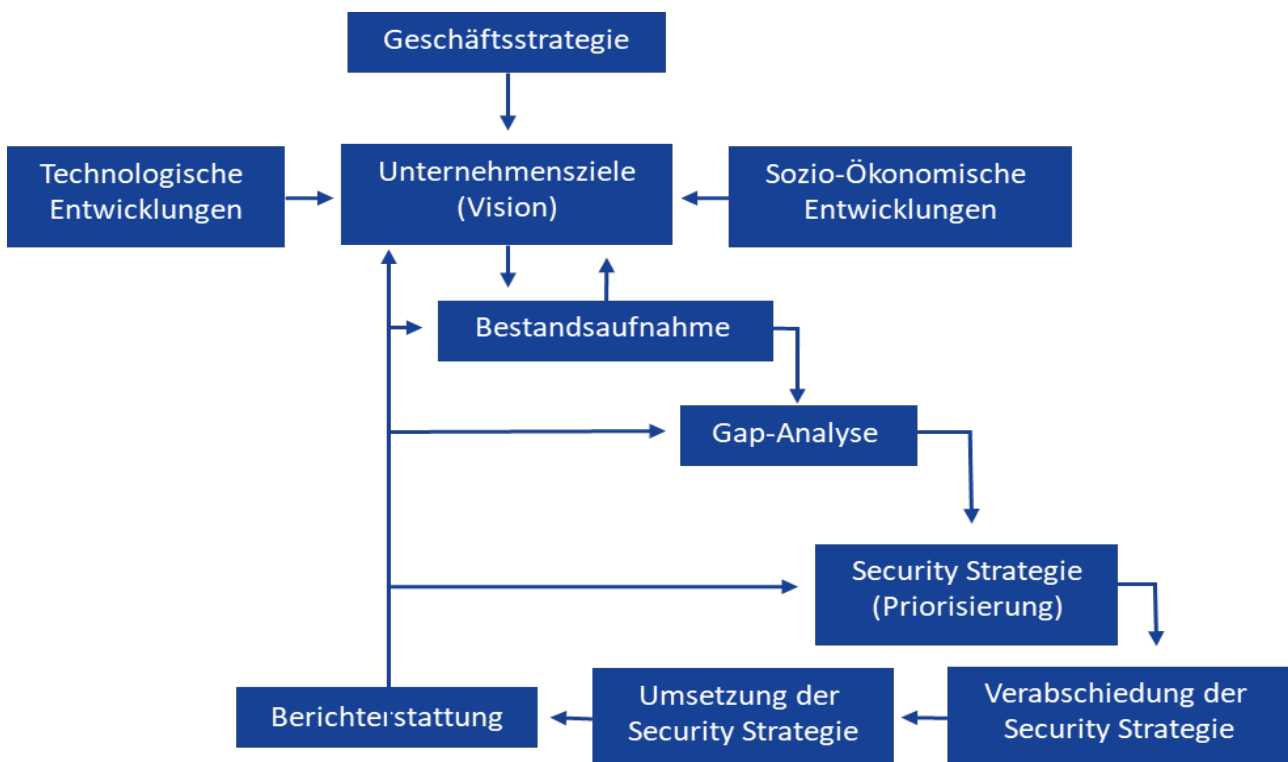 Geschäftsstrategie
Technologische
Entwicklungen
Unternehmensziele
(Vision)
Sozio-Ökonomische
Entwicklungen
Bestandsaufnahme
Gap-Analyse
Security Strategie
(Priorisierung)
Berichterstattung
Umsetzung der
Security Strategie
Verabschiedung der
Security Strategie